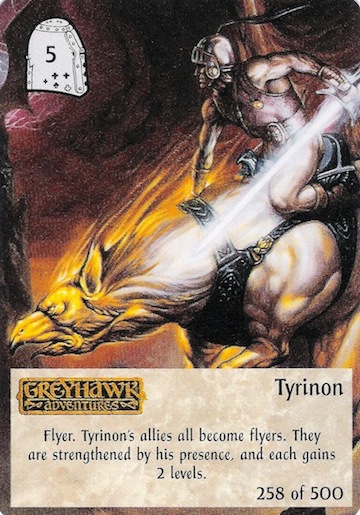 5
GREYHAWK
ADVENTURES
Tyrinon
Flyer. Tyrinon's allies all become flyers. They
are strengthened by his presence, and each gains
2 levels.
258 of 500